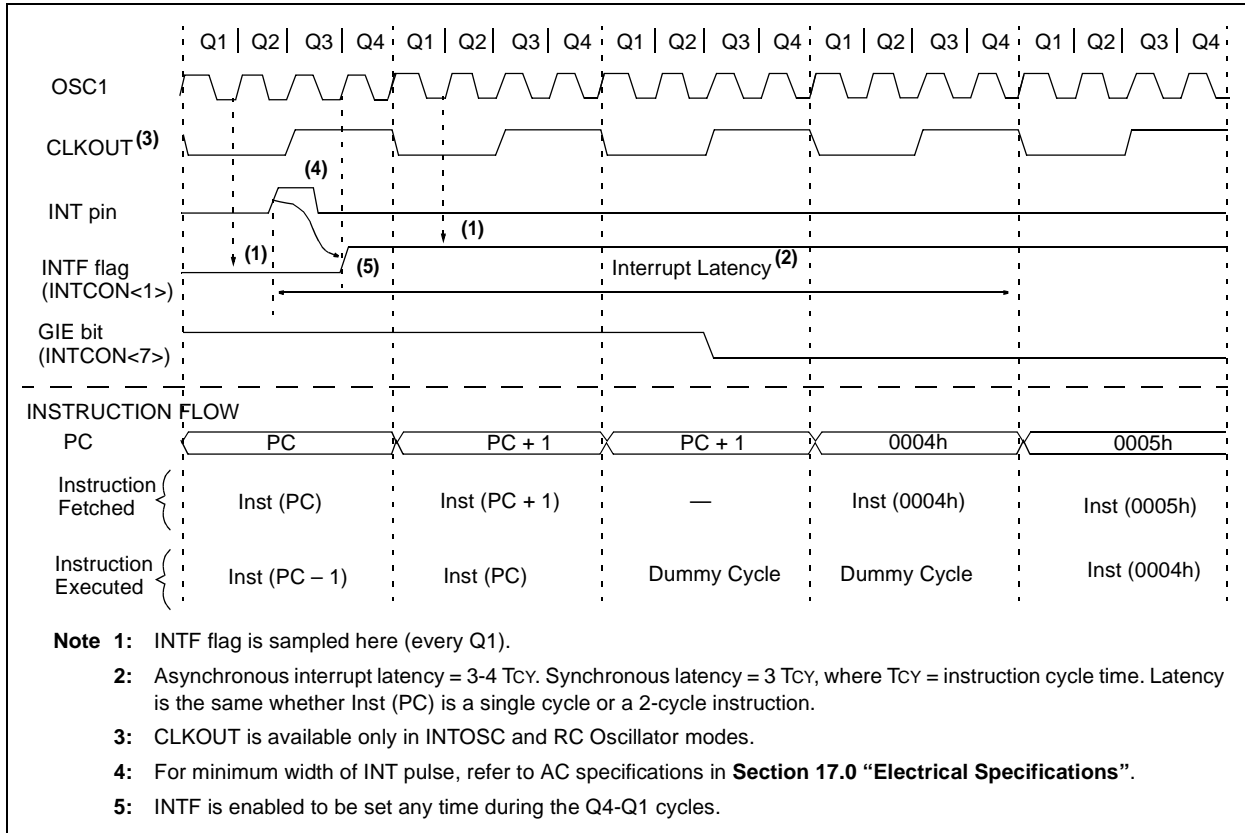 Q1 Q2 Q3 Q4 Q1 Q2 Q3 Q4 Q1 Q2 Q3 Q4 Q1 Q2 Q3 Q4 Q1 Q2 Q3 Q4
OSC1
CLKOUT (3)
(4)
INT pin
(1)
(1)
(5)
INTF flag
(INTCON<1>)
Interrupt Latency (2)
GIE bit
(INTCON<7>)
INSTRUCTION FLOW
PC PC PC + 1 PC + 1 0004h 0005h
Instruction
Fetched
Inst (PC) Inst (PC + 1) — Inst (0004h) Inst (0005h)
Instruction
Executed
Inst (PC – 1) Inst (PC) Dummy Cycle Dummy Cycle Inst (0004h)
Note 1: INTF flag is sampled here (every Q1).
2: Asynchronous interrupt latency = 3-4 TCY. Synchronous latency = 3 TCY, where TCY = instruction cycle time. Latency
is the same whether Inst (PC) is a single cycle or a 2-cycle instruction.
3: CLKOUT is available only in INTOSC and RC Oscillator modes.
4: For minimum width of INT pulse, refer to AC specifications in Section 17.0 “Electrical Specifications”.
5: INTF is enabled to be set any time during the Q4-Q1 cycles.